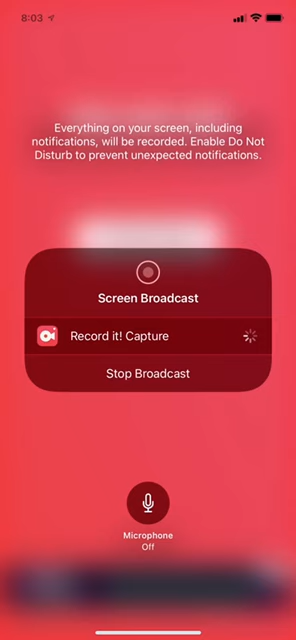 8:03
Everything on your screen, including
notifications, will be recorded. Enable Do Not
Disturb to prevent unexpected notifications.
Screen Broadcast
Record it! Capture
Stop Broadcast
Microphone
Off